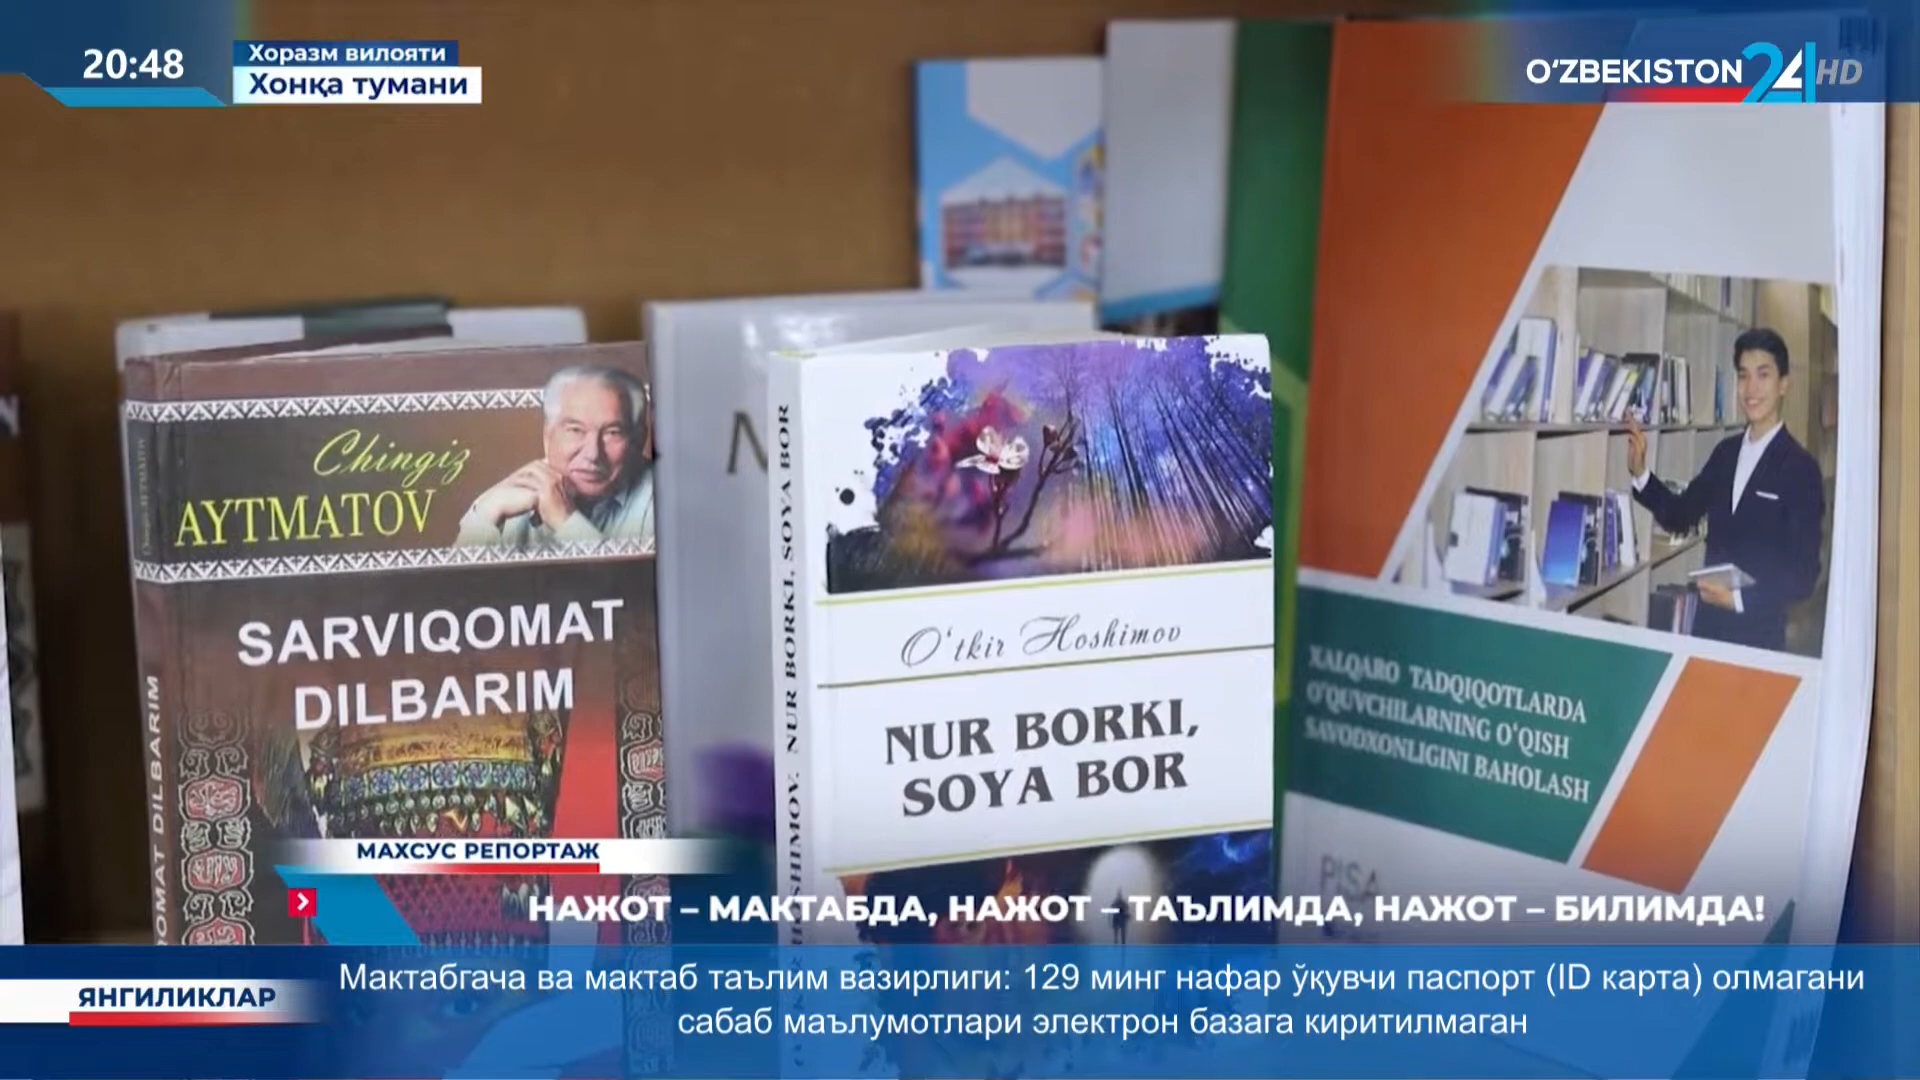 20:48
Хоразм вилояти
Хонқа тумани
O‘ZBEKISTON 24 HD
Chingiz
AYTMATOV
SARVIQOMAT
DILBARIM
NUR BORKI, SOYA BOR
O‘tkir Hoshimov
NUR BORKI,
SOYA BOR
XALQARO TADQIQOTLARDA
O‘QUVCHILARNING O‘QISH
SAVODXONLIGINI BAHOLASH
PISA
МАХСУС РЕПОРТАЖ
НАЖОТ – МАКТАБДА, НАЖОТ – ТАЪЛИМДА, НАЖОТ – БИЛИМДА!
ЯНГИЛИКЛАР
Мактабгача ва мактаб таълим вазирлиги: 129 минг нафар ўқувчи паспорт (ID карта) олмагани
сабаб маълумотлари электрон базага киритилмаган